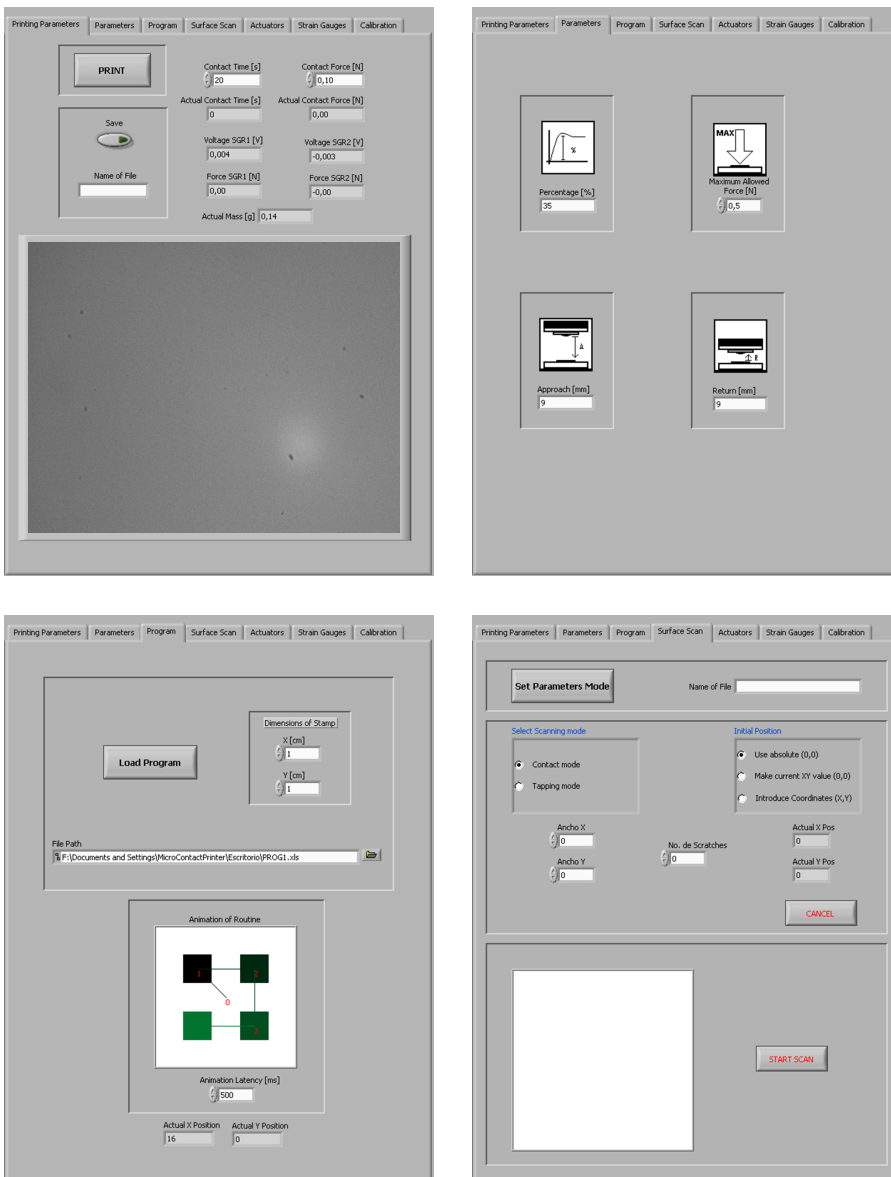 Printing Parameters Parameters Program Surface Scan Actuators Strain Gauges Calibration
PRINT
Save
Name of File
Contact Time [s] Contact Force [N]
20 0,10
Actual Contact Time [s] Actual Contact Force [N]
0 0,00
Voltage SGR1 [V] Voltage SGR2 [V]
0,004 -0,003
Force SGR1 [N] Force SGR2 [N]
0,00 -0,00
Actual Mass [g] 0,14
Printing Parameters Parameters Program Surface Scan Actuators Strain Gauges Calibration
%
Percentage [%]
35
MAX
Maximum Allowed
Force [N]
0,5
A
Approach [mm]
9
R
Return [mm]
9
Printing Parameters Parameters Program Surface Scan Actuators Strain Gauges Calibration
Load Program
Dimensions of Stamp
X [cm]
1
Y [cm]
1
File Path
F:\Documents and Settings\MicroContactPrinter\Escritorio\PROG1.xls
Animation of Routine
1 2
0
3
Animation Latency [ms]
500
Actual X Position Actual Y Position
16 0
Printing Parameters Parameters Program Surface Scan Actuators Strain Gauges Calibration
Set Parameters Mode Name of File
Select Scanning mode
Contact mode
Tapping mode
Initial Position
Use absolute (0,0)
Make current XY value (0,0)
Introduce Coordinates (X,Y)
Ancho X
0
Ancho Y
0
No. de Scratches
0
Actual X Pos
0
Actual Y Pos
0
CANCEL
START SCAN